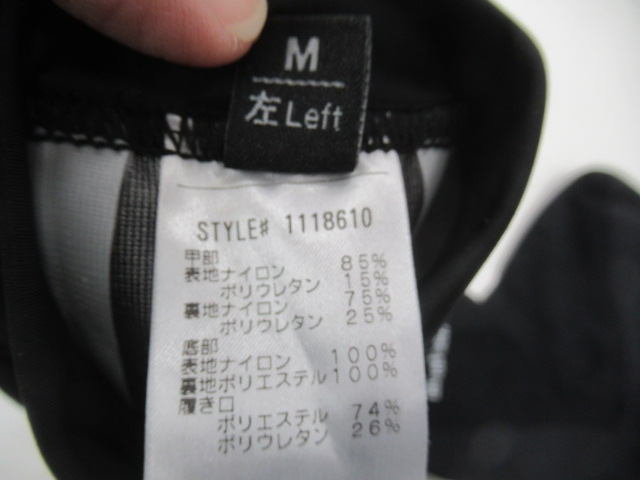 M
左 Left
STYLE# 1118610
甲部
表地ナイロン 85%
ポリウレタン 15%
裏地ナイロン 75%
ポリウレタン 25%
底部
表地ナイロン 100%
裏地ポリエステル 100%
履き口
ポリエステル 74%
ポリウレタン 26%